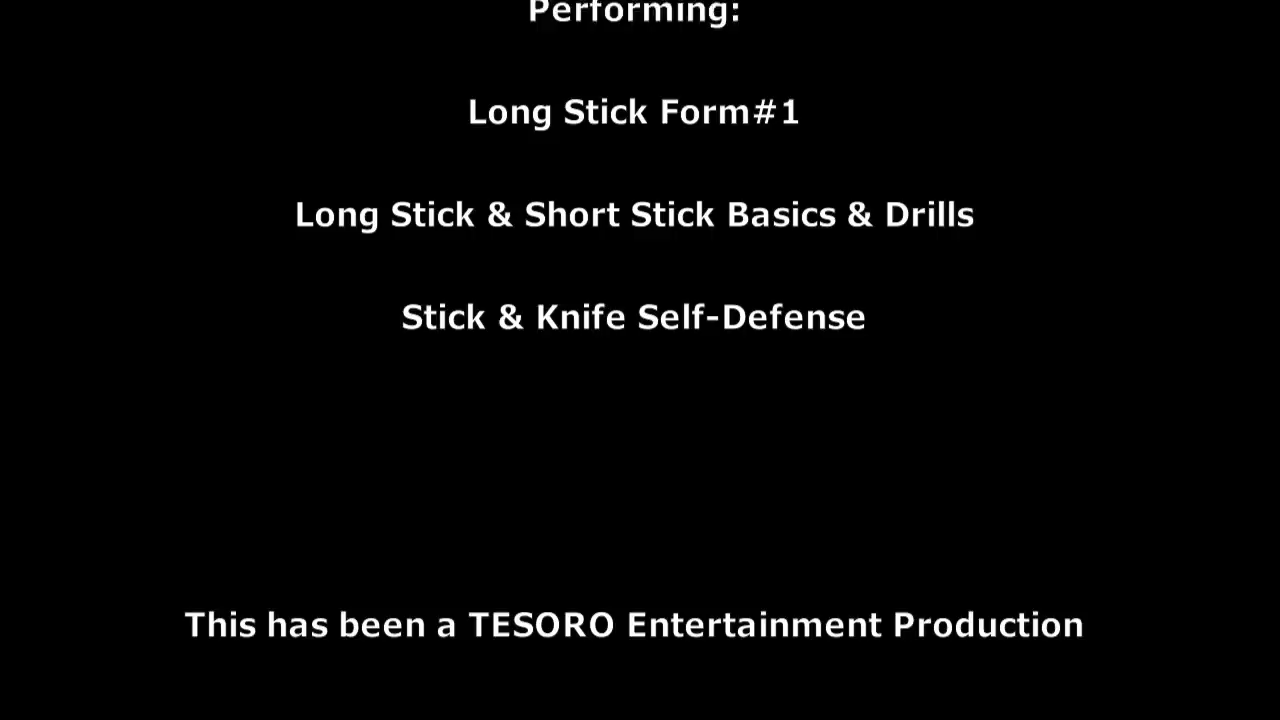 Performing:
Long Stick Form#1
Long Stick & Short Stick Basics & Drills
Stick & Knife Self-Defense
This has been a TESORO Entertainment Production